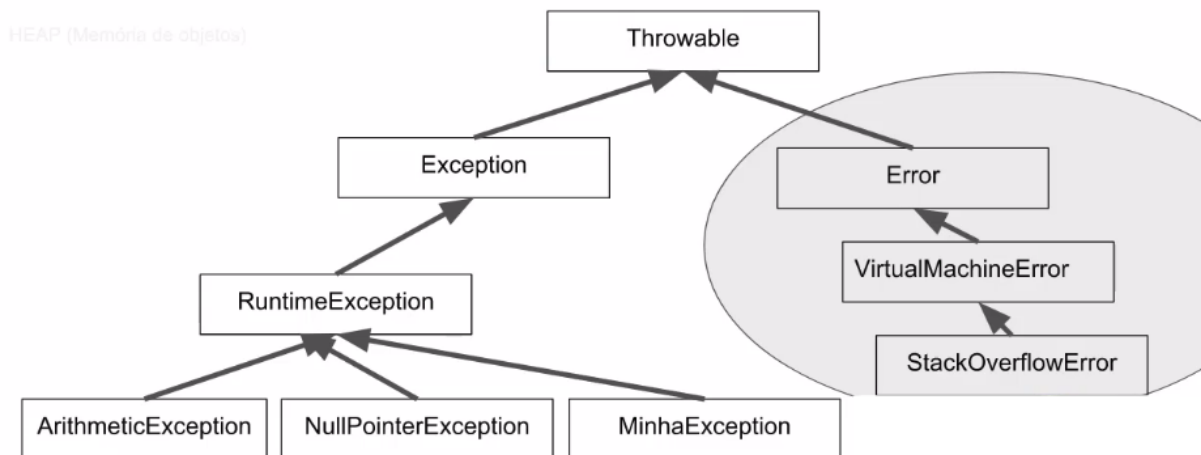 HEAP (Memória de objetos)
Throwable
Exception
Error
VirtualMachineError
RuntimeException
StackOverflowError
ArithmeticException
NullPointerException
MinhaException